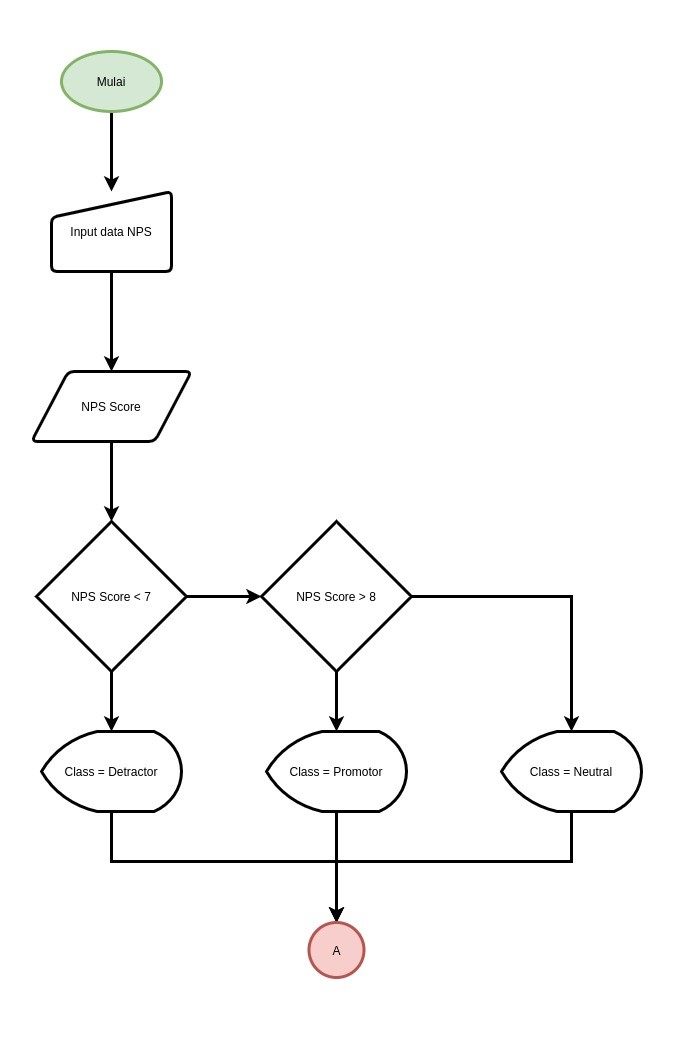 Mulai
Input data NPS
NPS Score
NPS Score < 7
NPS Score > 8
Class = Detractor
Class = Promotor
Class = Neutral
A